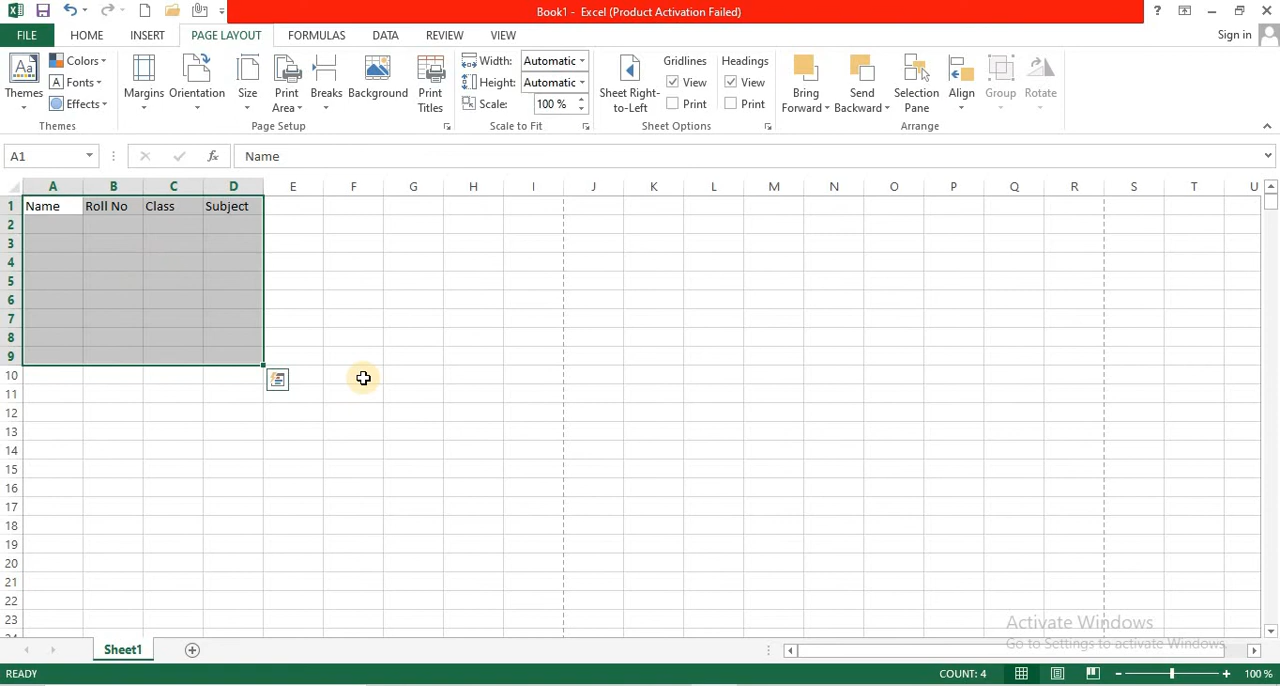 Book1 - Excel (Product Activation Failed)
?
FILE HOME INSERT PAGE LAYOUT FORMULAS DATA REVIEW VIEW Sign in
Themes
Colors
Fonts
Effects
Themes
Margins
Orientation
Size
Print Area
Breaks
Background
Print Titles
Page Setup
Width: Automatic
Height: Automatic
Scale: 100 %
Scale to Fit
Sheet Right-to-Left
Gridlines
View
Print
Headings
View
Print
Sheet Options
Bring Forward
Send Backward
Selection Pane
Align
Group
Rotate
Arrange
A1 fx Name
A B C D E F G H I J K L M N O P Q R S T U
1 Name Roll No Class Subject
2
3
4
5
6
7
8
9
10
11
12
13
14
15
16
17
18
19
20
21
22
23
Activate Windows
Go to Settings to activate Windows.
Sheet1
READY COUNT: 4 100 %